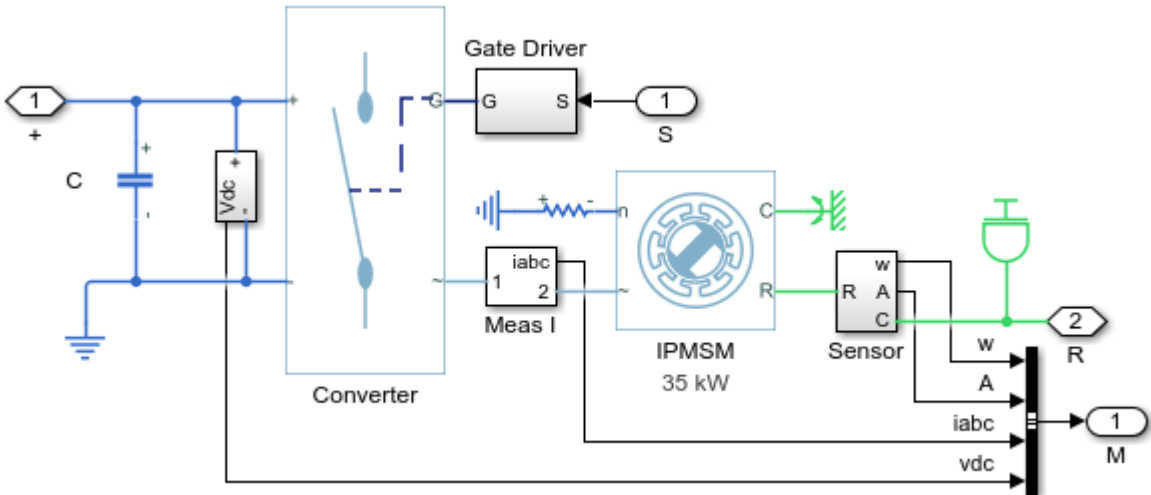 Gate Driver
1
+
+
G
G
S
1
S
+
C
+
Vdc
-
-
+
-
n
C
iabc
1
2
-
~
~
R
R
w
A
C
Meas I
IPMSM
35 kW
Sensor
2
R
Converter
w
A
iabc
vdc
1
M